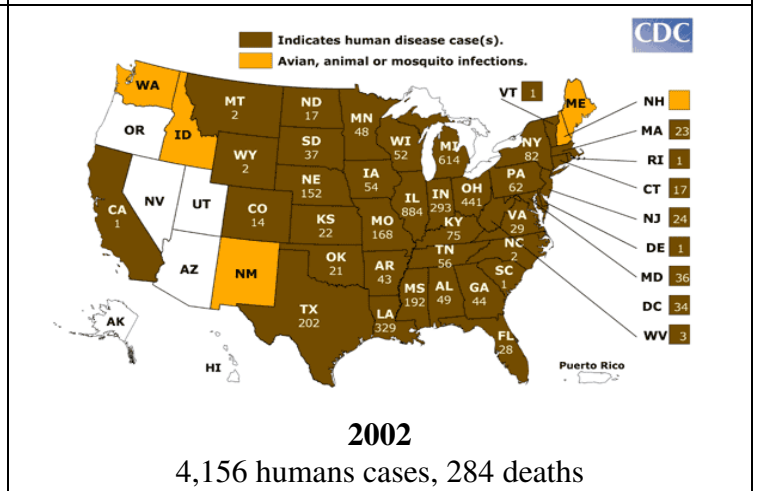 CDC
Indicates human disease case(s).
Avian, animal or mosquito infections.
WA
OR
ID
MT
2
ND
17
MN
48
WI
52
MI
614
VT 1
ME
NH
MA 23
RI 1
CT 17
NJ 24
DE 1
MD 36
DC 34
WV 3
NY
82
PA
62
SD
37
WY
2
NE
152
IA
54
IL
884
IN
293
OH
441
CA
1
NV
UT
CO
14
KS
22
MO
168
KY
75
VA
29
NC
2
TN
56
SC
1
AZ
NM
OK
21
AR
43
MS
192
AL
49
GA
44
TX
202
LA
329
FL
28
AK
HI
Puerto Rico
2002
4,156 humans cases, 284 deaths